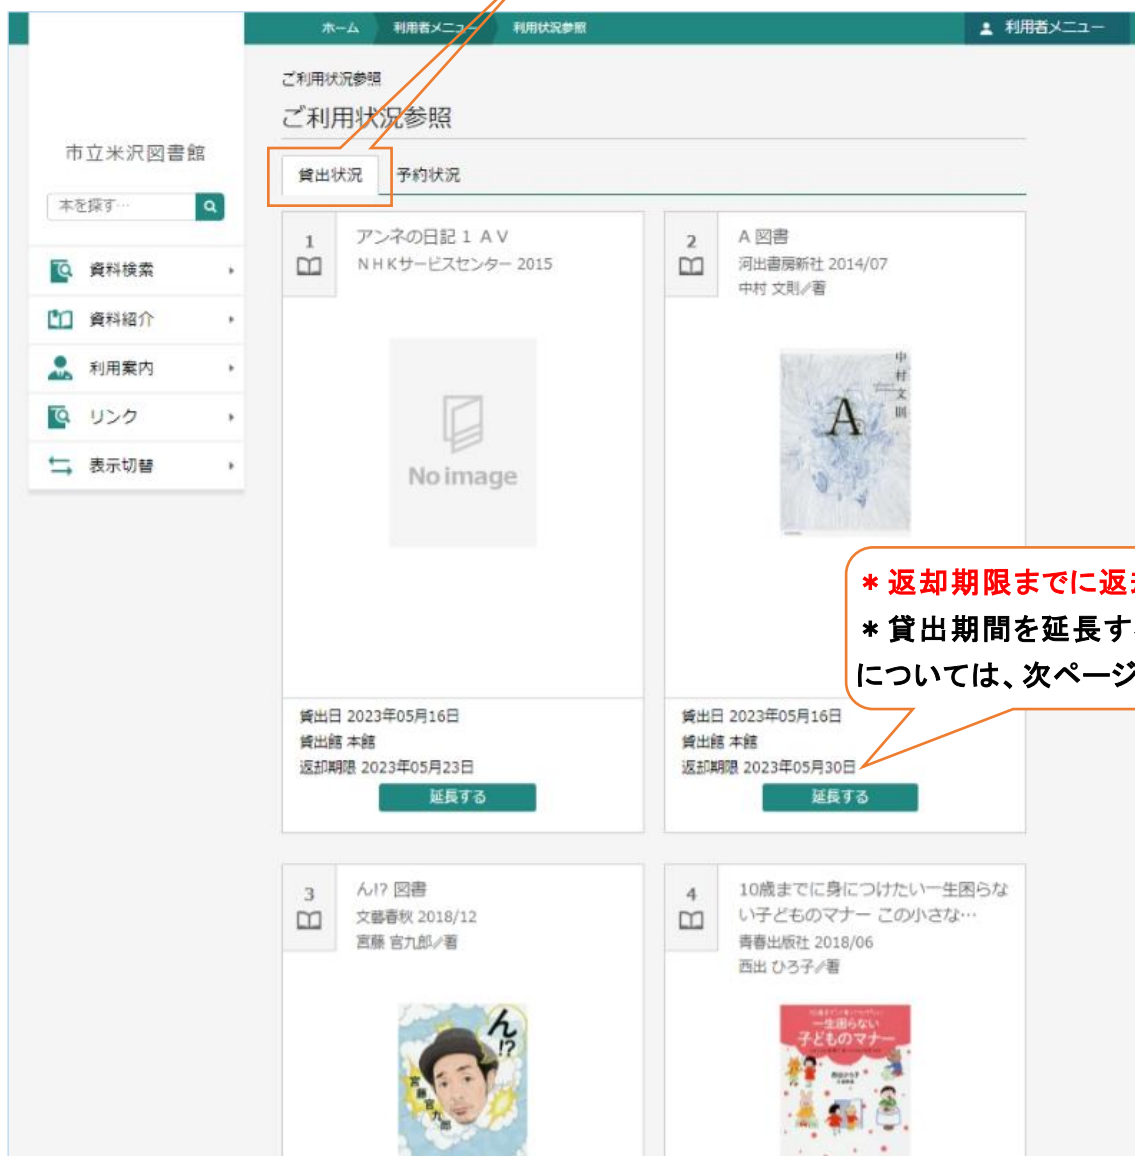 ホーム 利用者メニュー 利用状況参照 利用者メニュー
ご利用状況参照
ご利用状況参照
市立米沢図書館
本を探す…
資料検索
資料紹介
利用案内
リンク
表示切替
貸出状況 予約状況
1
アンネの日記 1 AV
NHKサービスセンター 2015
No image
貸出日 2023年05月16日
貸出館 本館
返却期限 2023年05月23日
延長する
2
A 図書
河出書房新社 2014/07
中村 文則／著
中村文則
A
貸出日 2023年05月16日
貸出館 本館
返却期限 2023年05月30日
延長する
＊返却期限までに返
＊貸出期間を延長す
については、次ページ
3
ん!? 図書
文藝春秋 2018/12
宮藤 官九郎／著
ん!?
宮藤官九郎
4
10歳までに身につけたい一生困らな
い子どものマナー この小さな…
青春出版社 2018/06
西出 ひろ子／著
一生困らない
子どものマナー